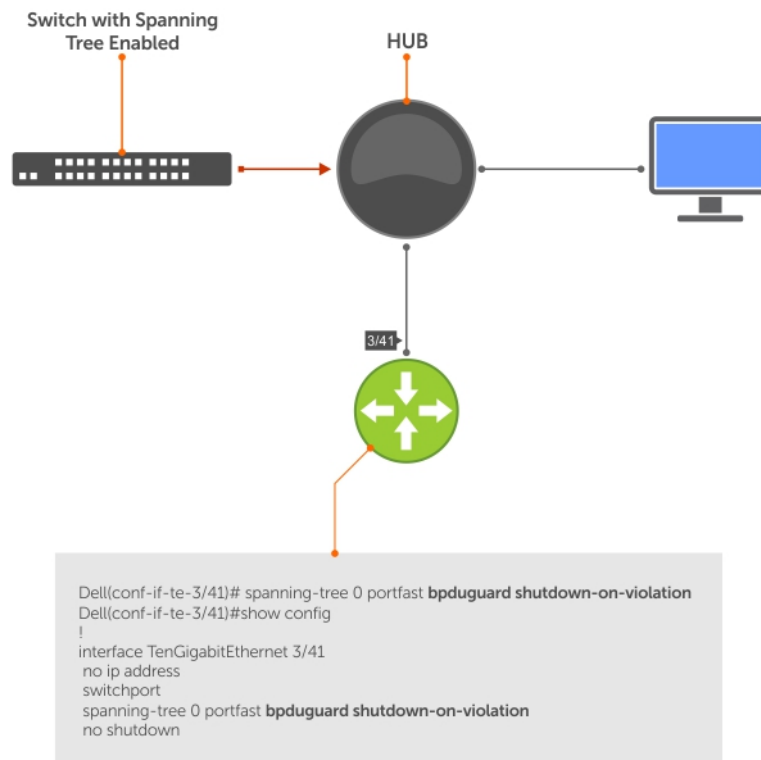 Switch with Spanning
Tree Enabled
HUB
3/41
Dell(conf-if-te-3/41)# spanning-tree 0 portfast bpduguard shutdown-on-violation
Dell(conf-if-te-3/41)#show config
!
interface TenGigabitEthernet 3/41
no ip address
switchport
spanning-tree 0 portfast bpduguard shutdown-on-violation
no shutdown